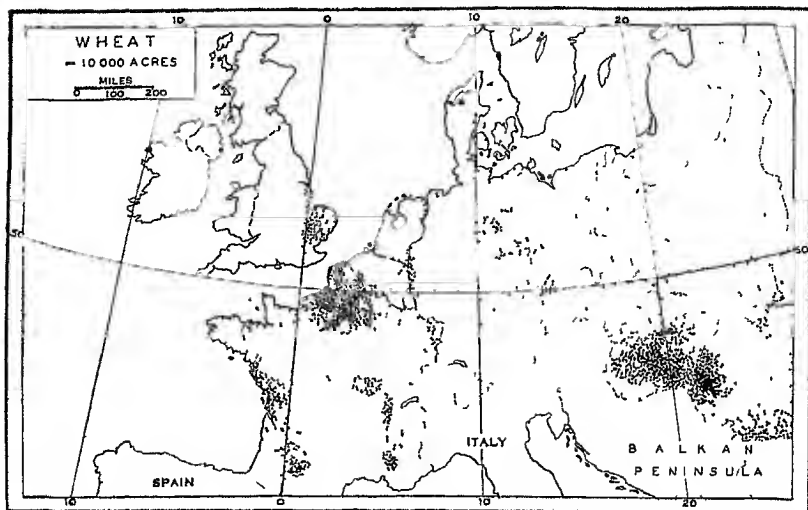 10 0 10 20
WHEAT
- 10 000 ACRES
MILES
0 100 200
50 50
ITALY
BALKAN
PENINSULA
SPAIN
10 0 10 20